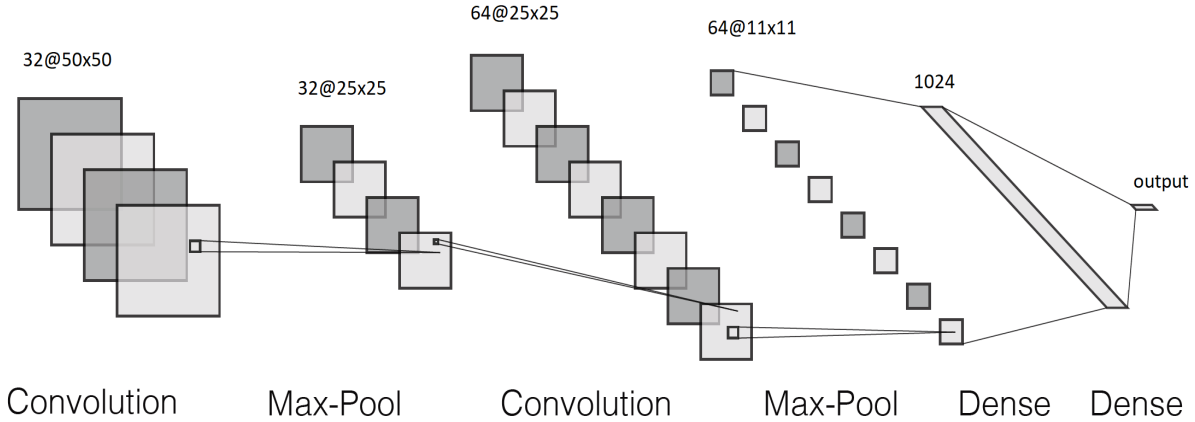 32@50x50
32@25x25
64@25x25
64@11x11
1024
output
Convolution
Max-Pool
Convolution
Max-Pool
Dense
Dense